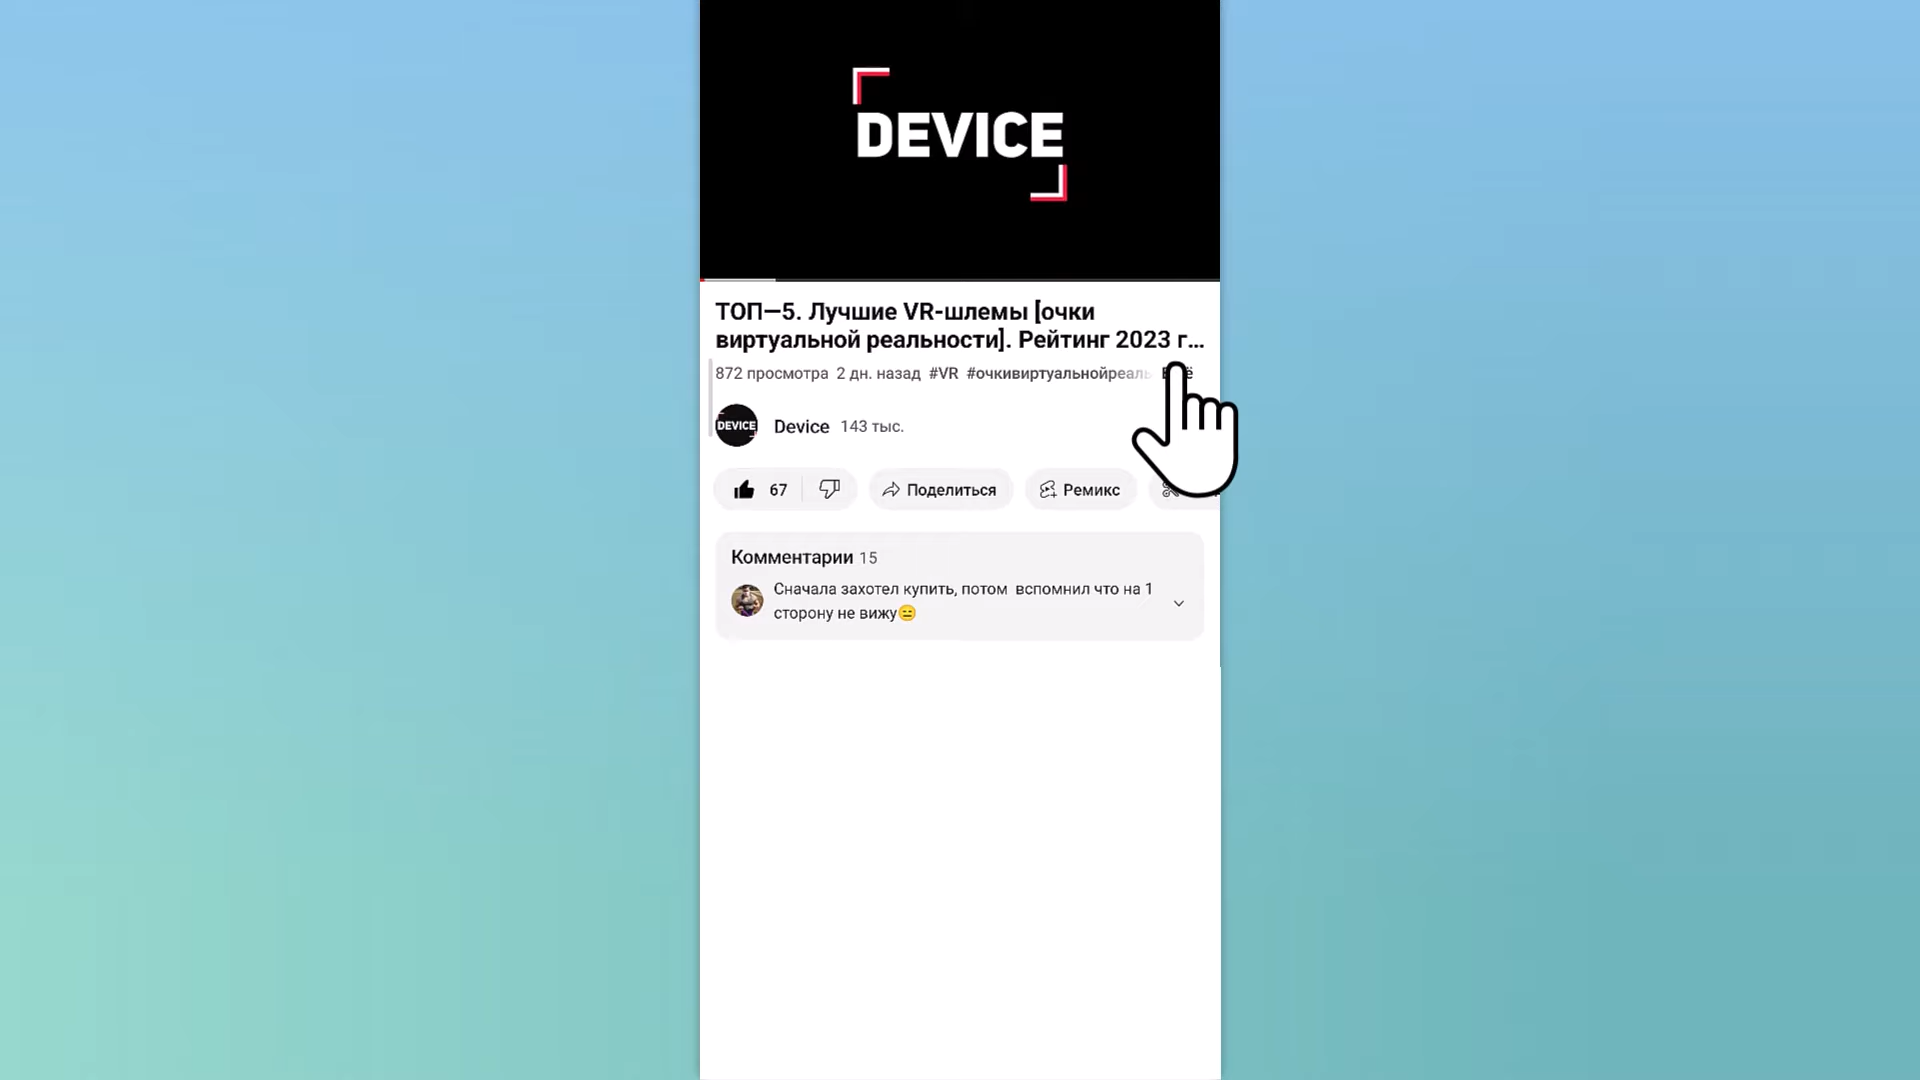 DEVICE
ТОП—5. Лучшие VR-шлемы [очки
виртуальной реальности]. Рейтинг 2023 г...
872 просмотра 2 дн. назад #VR #очкивиртуальнойреаль
DEVICE
Device 143 тыс.
67 Поделиться Ремикс
Комментарии 15
Сначала захотел купить, потом вспомнил что на 1
сторону не вижу😑